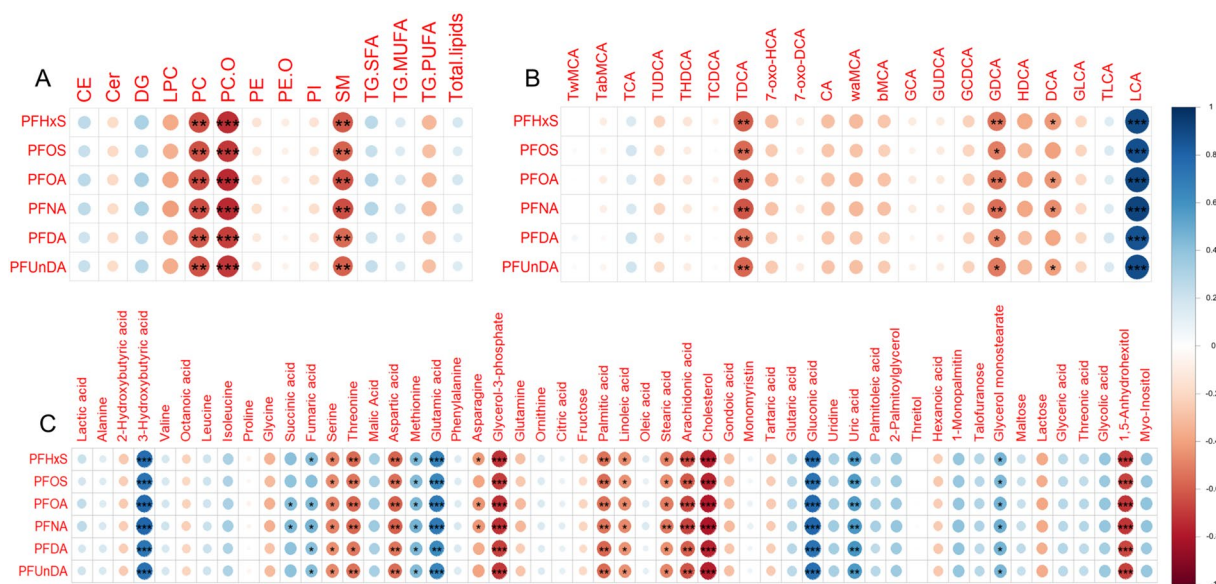 A
CE
Cer
DG
LPC
PC
PC.O
PE
PE.O
PI
SM
TG.SFA
TG.MUFA
TG.PUFA
Total.lipids
PFHxS ** *** **
PFOS ** *** **
PFOA ** *** **
PFNA ** *** **
PFDA ** *** **
PFUnDA ** *** **
B
TwMCA
TabMCA
TCA
TUDCA
THDCA
TCDCA
TDCA
7-oxo-HCA
7-oxo-DCA
CA
waMCA
bMCA
GCA
GUDCA
GCDCA
GDCA
HDCA
DCA
GLCA
TLCA
LCA
PFHxS ** ** * ***
PFOS ** * ***
PFOA ** ** * ***
PFNA ** ** * ***
PFDA ** * ***
PFUnDA ** * * ***
1
0.8
0.6
0.4
0.2
0
-0.2
-0.4
-0.6
-0.8
C
Lactic acid
Alanine
2-Hydroxybutyric acid
3-Hydroxybutyric acid
Valine
Octanoic acid
Leucine
Isoleucine
Proline
Glycine
Succinic acid
Fumaric acid
Serine
Threonine
Malic Acid
Aspartic acid
Methionine
Glutamic acid
Phenylalanine
Asparagine
Glycerol-3-phosphate
Glutamine
Ornithine
Citric acid
Fructose
Palmitic acid
Linoleic acid
Oleic acid
Stearic acid
Arachidonic acid
Cholesterol
Gondoic acid
Monomyristin
Tartaric acid
Glutaric acid
Gluconic acid
Uridine
Uric acid
Palmitoleic acid
2-Palmitoylglycerol
Threitol
Hexanoic acid
1-Monopalmitin
Talofuranose
Glycerol monostearate
Maltose
Lactose
Glyceric acid
Threonic acid
Glycolic acid
1,5-Anhydrohexitol
Myo-Inositol
PFHxS *** * * ** ** * *** * *** ** * * *** *** *** ** * ***
PFOS *** * ** ** * *** *** ** * * *** *** *** ** * ***
PFOA *** * * * ** ** * *** * *** ** * * *** *** *** ** * ***
PFNA *** * * * ** ** * *** * *** ** * ** *** *** *** ** * ***
PFDA *** * * * ** * ** *** ** * * *** *** *** ** * ***
PFUnDA *** * * ** ** * *** *** ** * * *** *** *** ** * ***